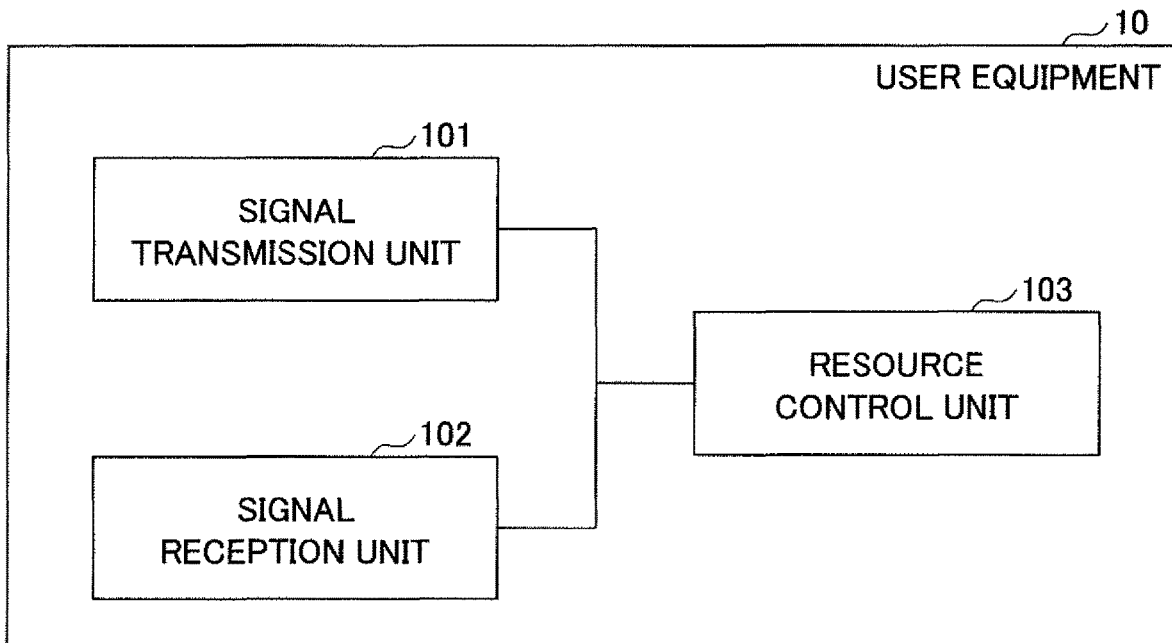 10
USER EQUIPMENT
101
SIGNAL
TRANSMISSION UNIT
103
RESOURCE
CONTROL UNIT
102
SIGNAL
RECEPTION UNIT